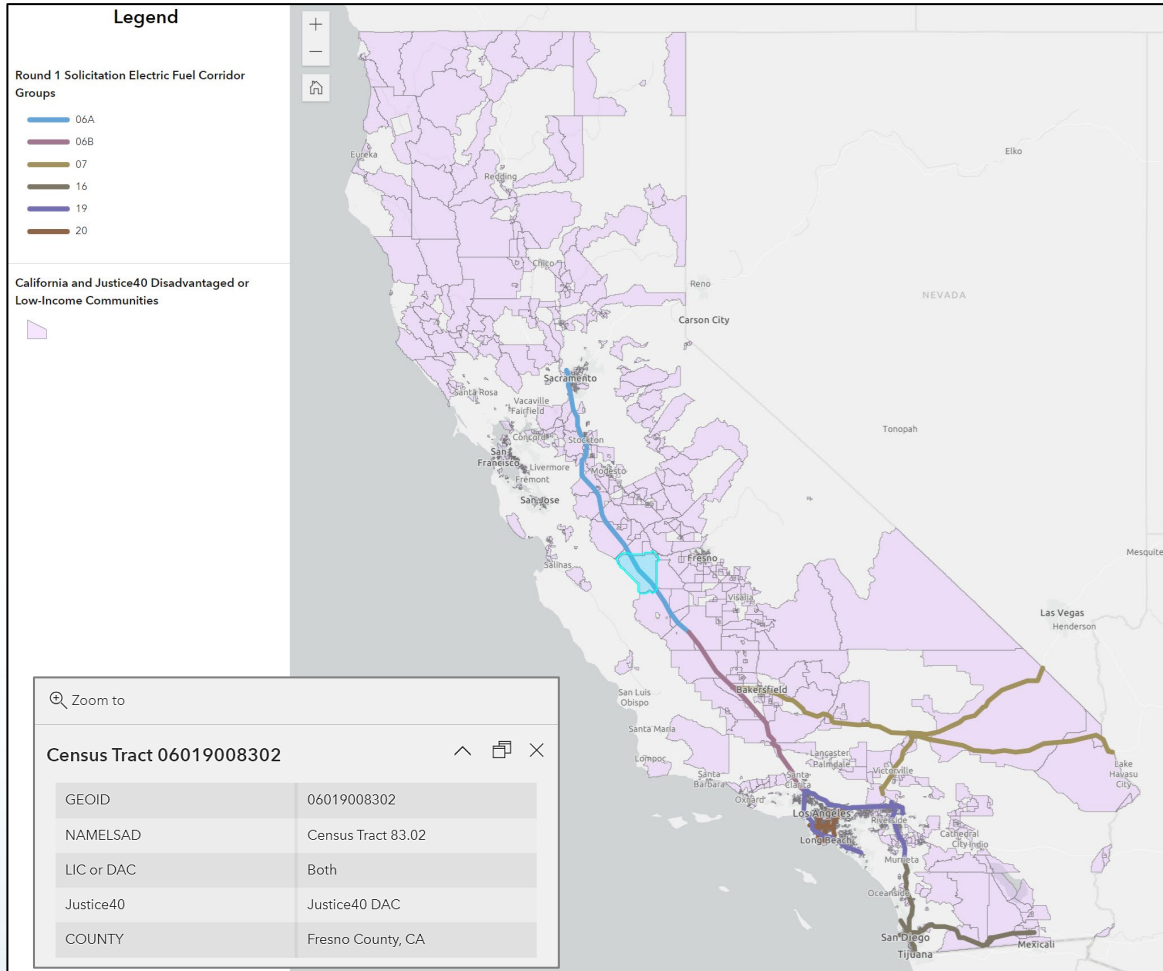 Legend
Round 1 Solicitation Electric Fuel Corridor
Groups
06A
06B
07
16
19
20
California and Justice40 Disadvantaged or
Low-Income Communities
+
−
Eureka
Redding
Elko
Chico
Reno
NEVADA
Carson City
Sacramento
Santa Rosa
Vacaville
Fairfield
Concord
Stockton
Tonopah
San
Francisco
Livermore
Modesto
Fremont
San Jose
Salinas
Fresno
Mesquite
Visalia
Las Vegas
Henderson
San Luis
Obispo
Bakersfield
Santa Maria
Lompoc
Lancaster
Palmdale
Santa
Barbara
Santa
Clarita
Victorville
Lake
Havasu
City
Oxnard
Los Angeles
Riverside
Long Beach
Cathedral
City
Indio
Murrieta
Oceanside
San Diego
Mexicali
Tijuana
Zoom to
Census Tract 06019008302
GEOID 06019008302
NAMELSAD Census Tract 83.02
LIC or DAC Both
Justice40 Justice40 DAC
COUNTY Fresno County, CA